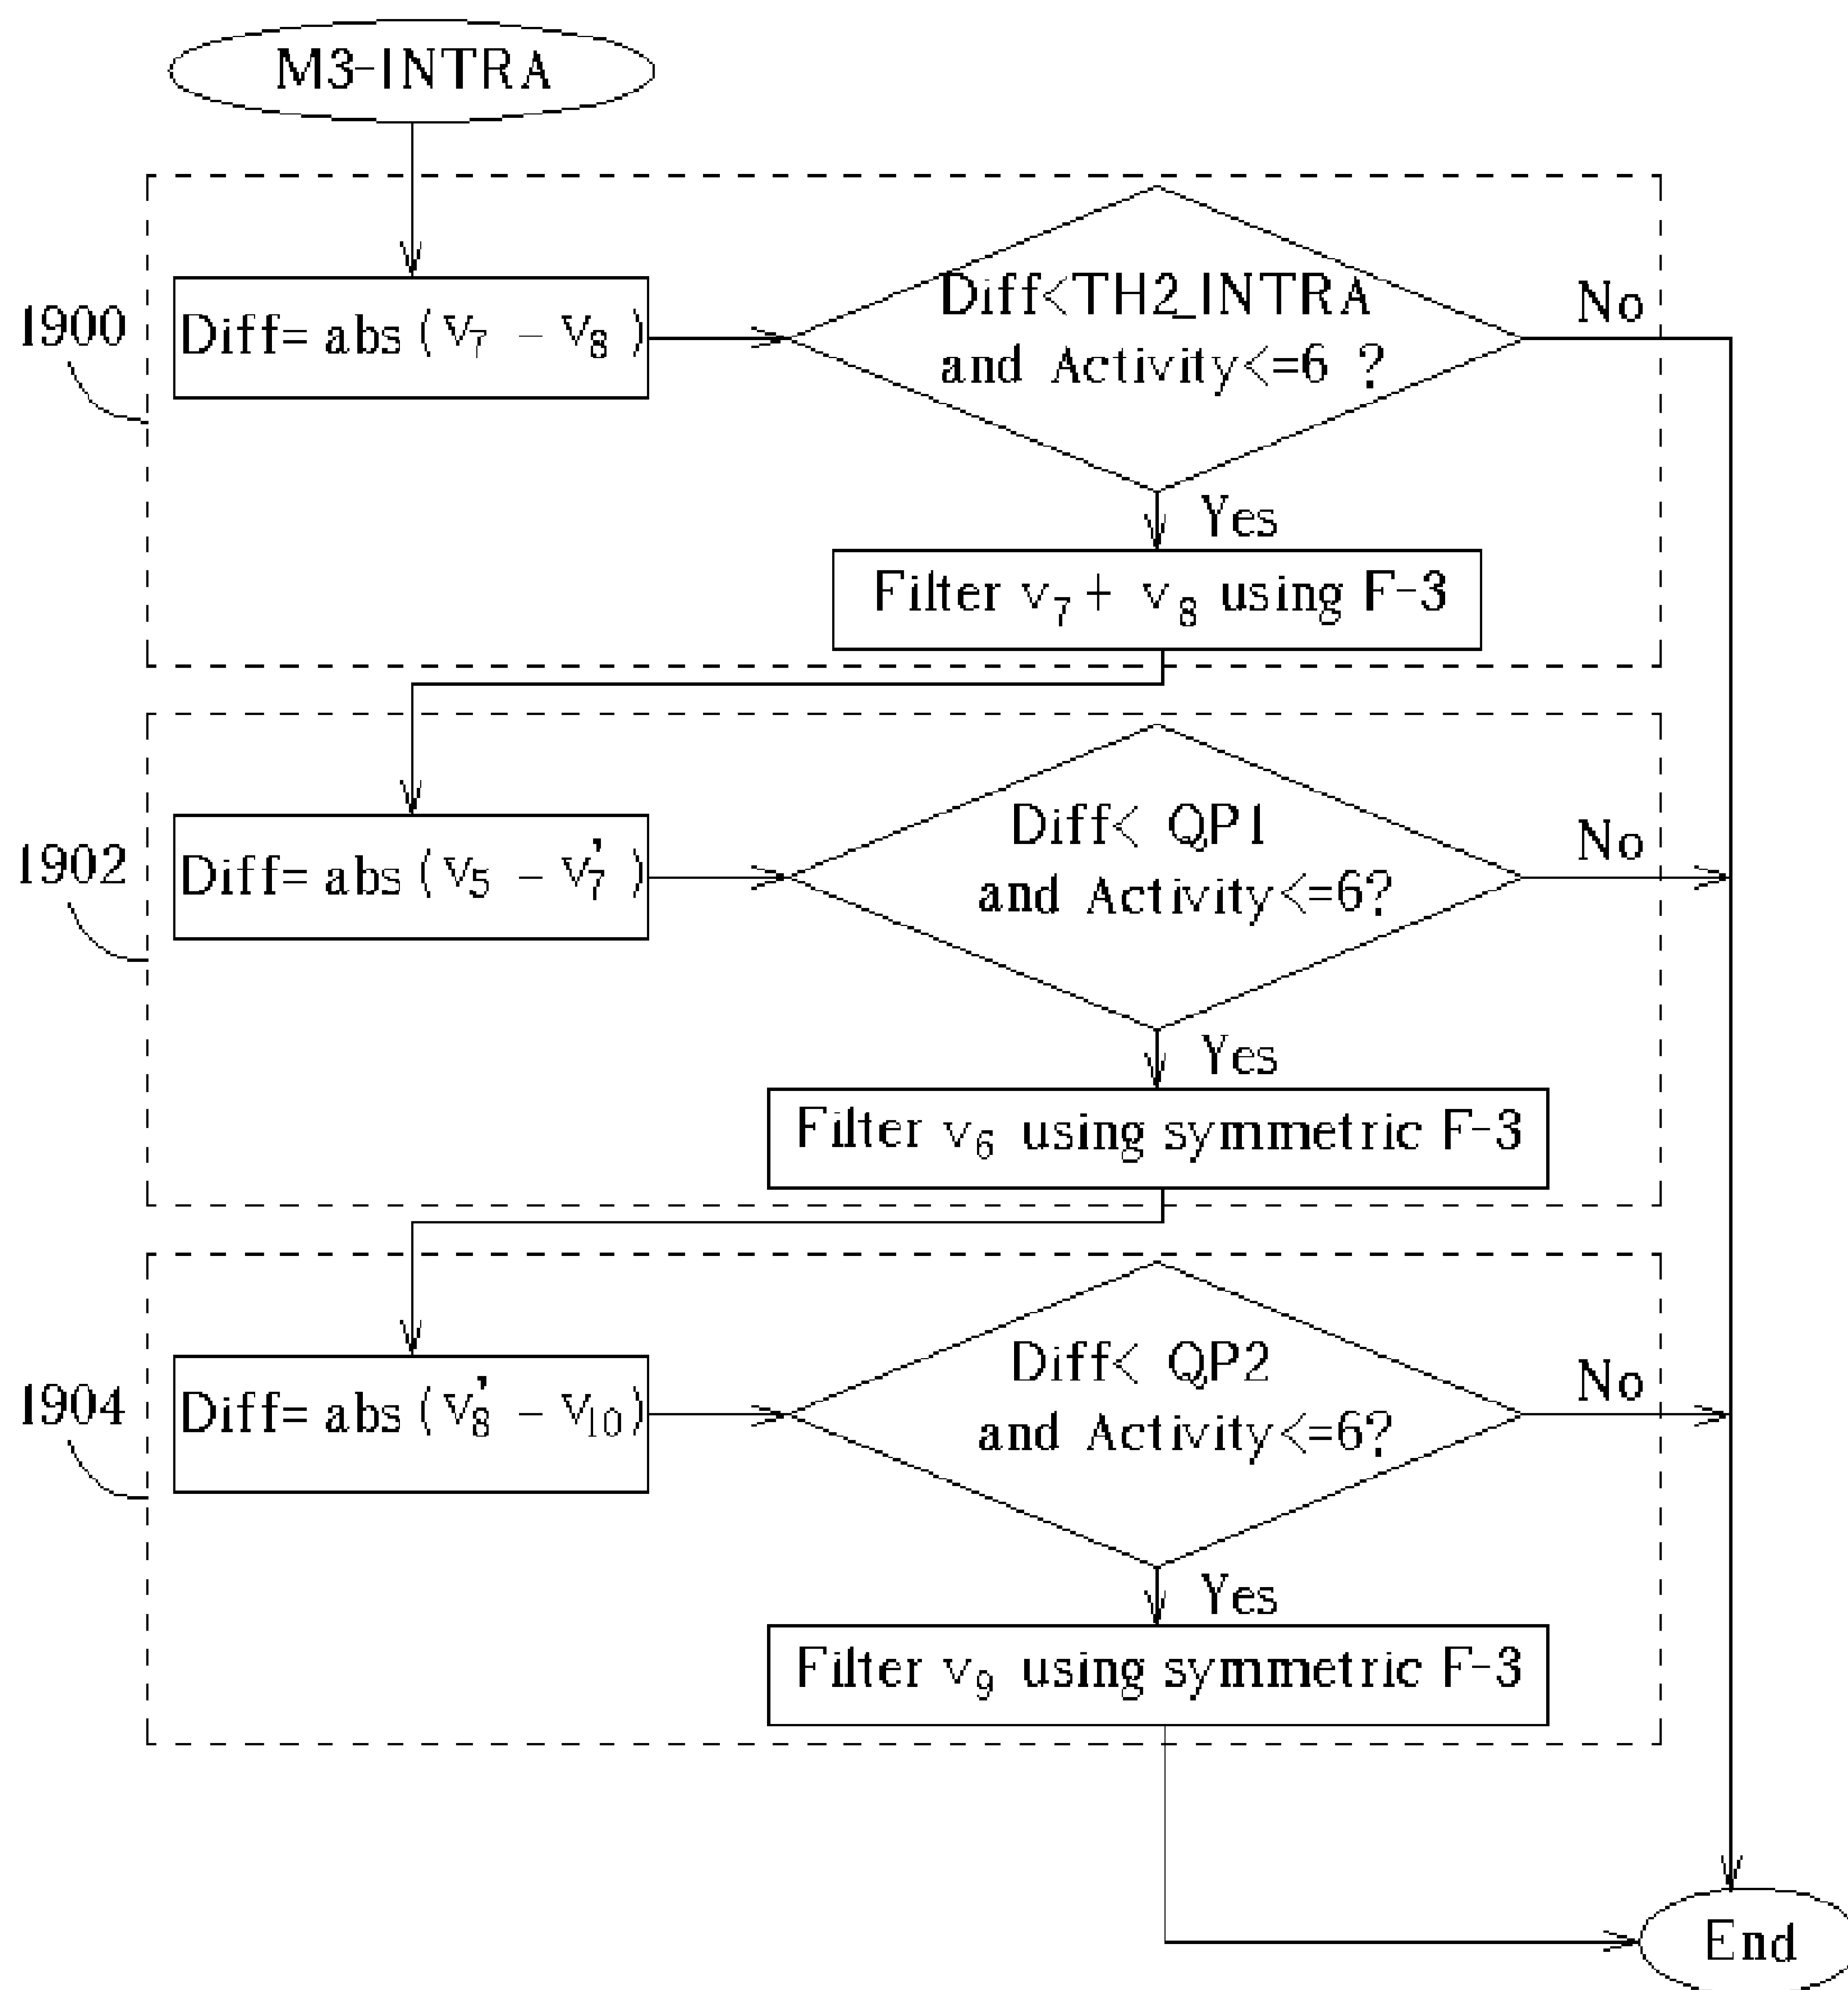 M3-INTRA
1900
Diff= abs (v7 - v8)
Diff<TH2_INTRA
and Activity<=6 ?
No
Yes
Filter v7 + v8 using F-3
1902
Diff= abs (v5 - v7')
Diff< QP1
and Activity<=6?
No
Yes
Filter v6 using symmetric F-3
1904
Diff= abs (v8' - v10)
Diff< QP2
and Activity<=6?
No
Yes
Filter v9 using symmetric F-3
End